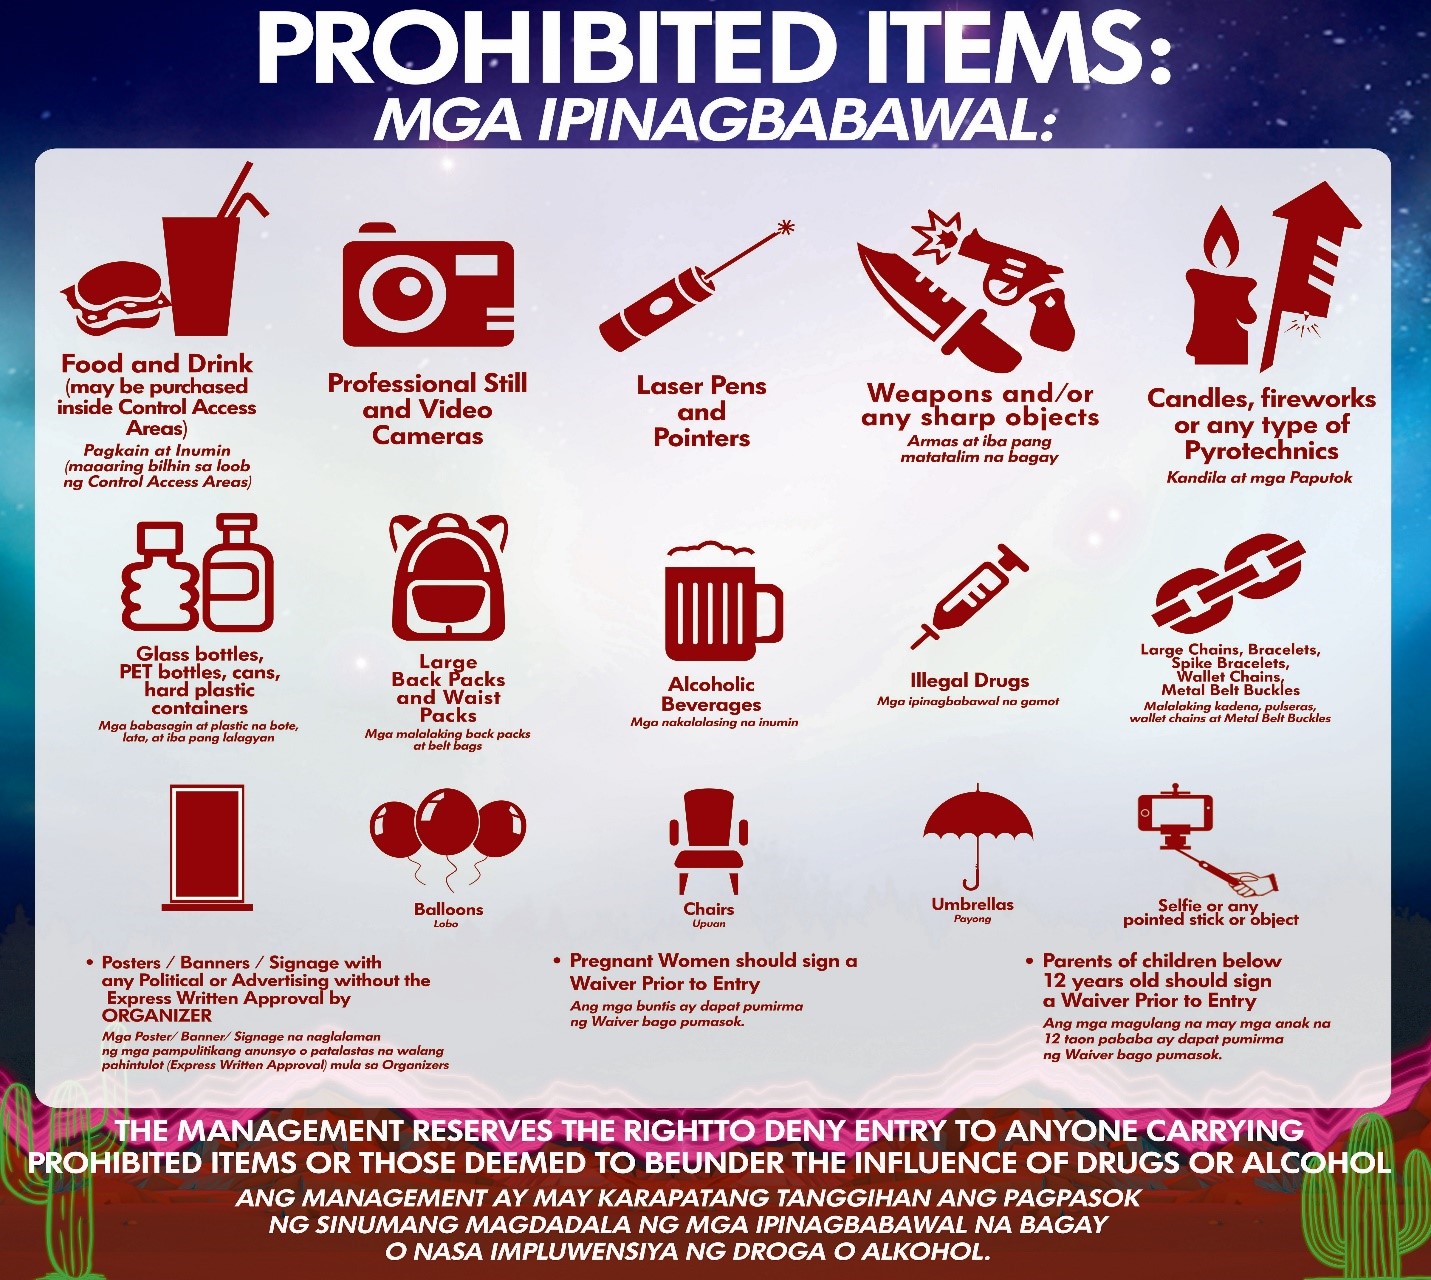 PROHIBITED ITEMS:
MGA IPINAGBABAWAL:
Food and Drink
(may be purchased
inside Control Access
Areas)
Pagkain at Inumin
(maaaring bilhin sa loob
ng Control Access Areas)
Professional Still
and Video
Cameras
Laser Pens
and
Pointers
Weapons and/or
any sharp objects
Armas at iba pang
matatalim na bagay
Candles, fireworks
or any type of
Pyrotechnics
Kandila at mga Paputok
Glass bottles,
PET bottles, cans,
hard plastic
containers
Mga babasagin at plastic na bote,
lata, at iba pang lalagyan
Large
Back Packs
and Waist
Packs
Mga malalaking back packs
at belt bags
Alcoholic
Beverages
Mga nakalalasing na inumin
Illegal Drugs
Mga ipinagbabawal na gamot
Large Chains, Bracelets,
Spike Bracelets,
Wallet Chains,
Metal Belt Buckles
Malalaking kadena, pulseras,
wallet chains at Metal Belt Buckles
Balloons
Lobo
Chairs
Upuan
Umbrellas
Payong
Selfie or any
pointed stick or object
• Posters / Banners / Signage with
any Political or Advertising without the
Express Written Approval by
ORGANIZER
Mga Poster/ Banner/ Signage na naglalaman
ng mga pampulitikang anunsyo o patalastas na walang
pahintulot (Express Written Approval) mula sa Organizers
• Pregnant Women should sign a
Waiver Prior to Entry
Ang mga buntis ay dapat pumirma
ng Waiver bago pumasok.
• Parents of children below
12 years old should sign
a Waiver Prior to Entry
Ang mga magulang na may mga anak na
12 taon pababa ay dapat pumirma
ng Waiver bago pumasok.
THE MANAGEMENT RESERVES THE RIGHTTO DENY ENTRY TO ANYONE CARRYING
PROHIBITED ITEMS OR THOSE DEEMED TO BEUNDER THE INFLUENCE OF DRUGS OR ALCOHOL
ANG MANAGEMENT AY MAY KARAPATANG TANGGIHAN ANG PAGPASOK
NG SINUMANG MAGDADALA NG MGA IPINAGBABAWAL NA BAGAY
O NASA IMPLUWENSIYA NG DROGA O ALKOHOL.